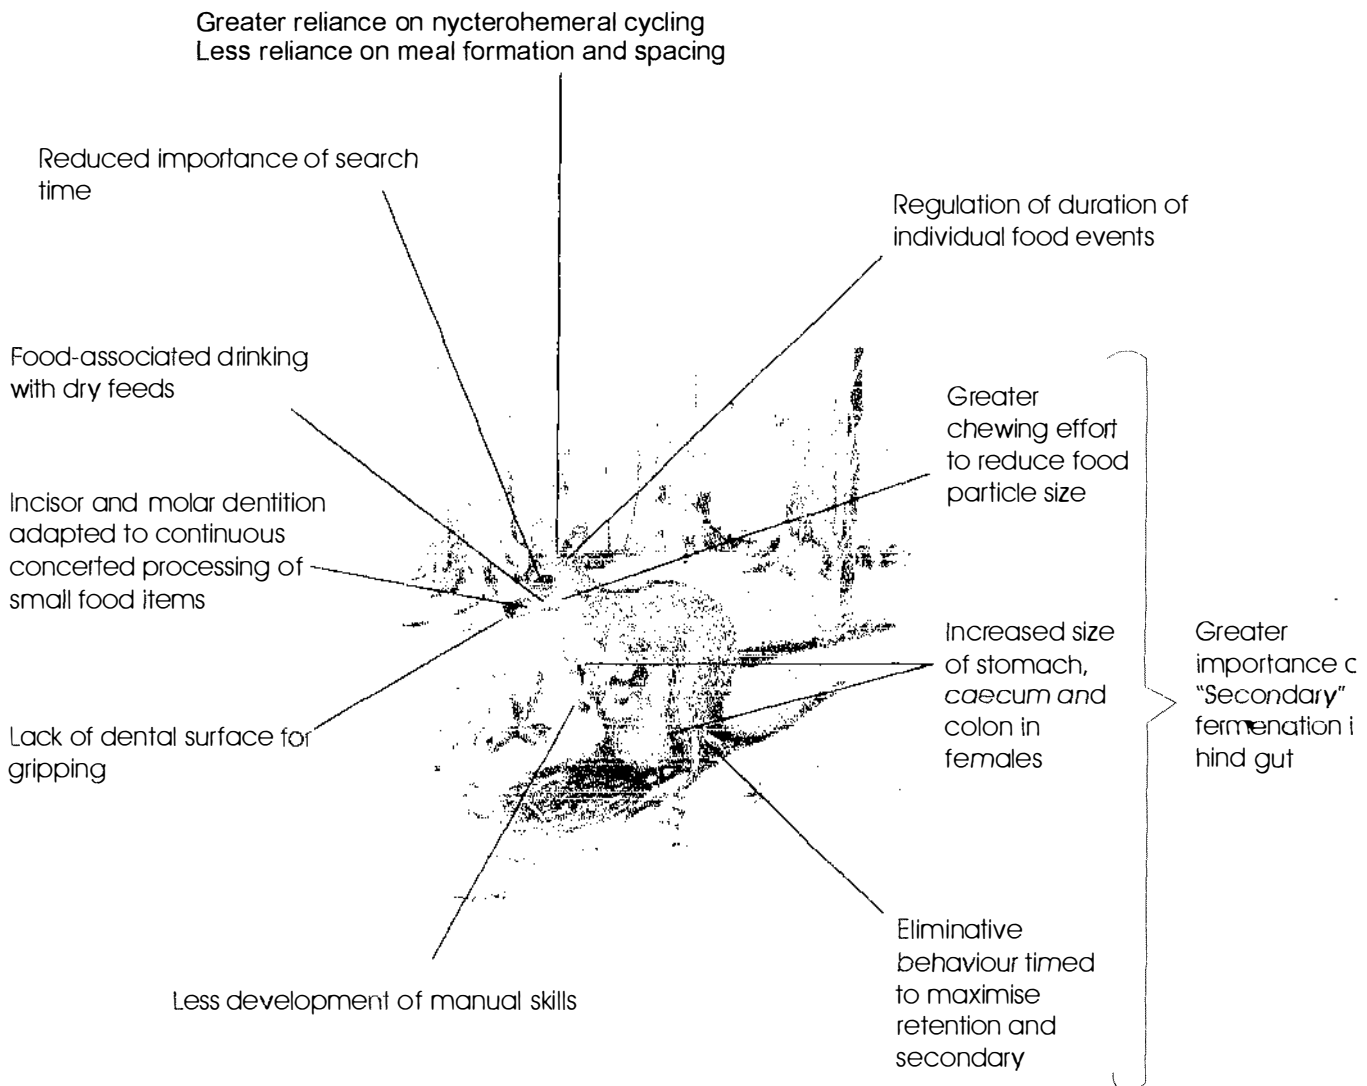 Greater reliance on nycterohemeral cycling
Less reliance on meal formation and spacing
Reduced importance of search
time
Regulation of duration of
individual food events
Food-associated drinking
with dry feeds
Greater
chewing effort
to reduce food
particle size
Incisor and molar dentition
adapted to continuous
concerted processing of
small food items
Increased size
of stomach,
caecum and
colon in
females
Greater
importance
"Secondary"
fermenation
hind gut
Lack of dental surface for
gripping
Eliminative
behaviour timed
to maximise
retention and
secondary
Less development of manual skills